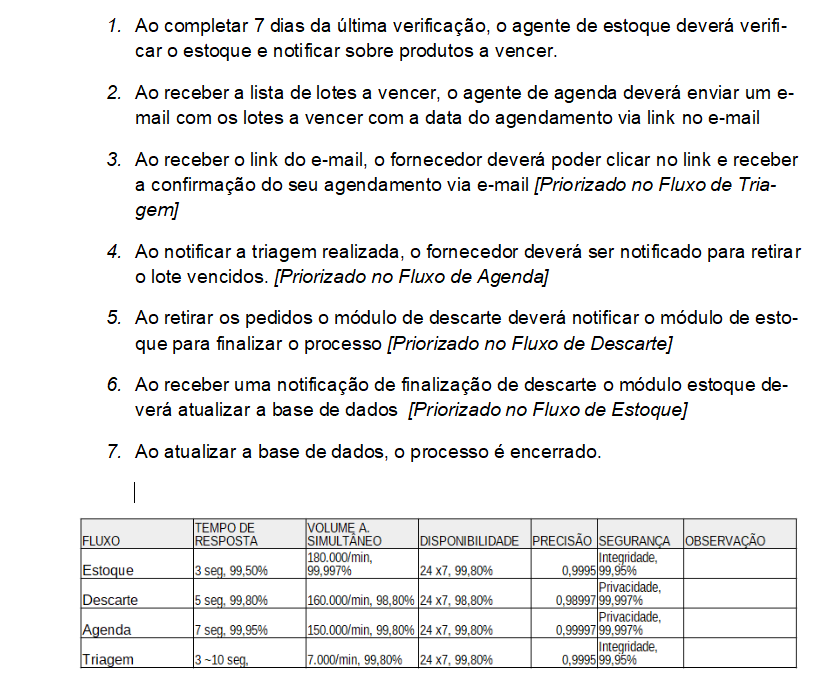 1. Ao completar 7 dias da última verificação, o agente de estoque deverá verifi-
car o estoque e notificar sobre produtos a vencer.
2. Ao receber a lista de lotes a vencer, o agente de agenda deverá enviar um e-
mail com os lotes a vencer com a data do agendamento via link no e-mail
3. Ao receber o link do e-mail, o fornecedor deverá poder clicar no link e receber
a confirmação do seu agendamento via e-mail [Priorizado no Fluxo de Tria-
gem]
4. Ao notificar a triagem realizada, o fornecedor deverá ser notificado para retirar
o lote vencidos. [Priorizado no Fluxo de Agenda]
5. Ao retirar os pedidos o módulo de descarte deverá notificar o módulo de esto-
que para finalizar o processo [Priorizado no Fluxo de Descarte]
6. Ao receber uma notificação de finalização de descarte o módulo estoque de-
verá atualizar a base de dados [Priorizado no Fluxo de Estoque]
7. Ao atualizar a base de dados, o processo é encerrado.
FLUXO TEMPO DE RESPOSTA VOLUME A. SIMULTÂNEO DISPONIBILIDADE PRECISÃO SEGURANÇA OBSERVAÇÃO
Estoque 3 seg, 99,50% 180.000/min, 99,997% 24 x7, 99,80% 0,9995 Integridade, 99,95%
Descarte 5 seg, 99,80% 160.000/min, 98,80% 24 x7, 98,80% 0,98997 Privacidade, 99,997%
Agenda 7 seg, 99,95% 150.000/min, 99,80% 24 x7, 99,80% 0,99997 Privacidade, 99,997%
Triagem 3 ~10 seg, 7.000/min, 99,80% 24 x7, 99,80% 0,9995 Integridade, 99,95%